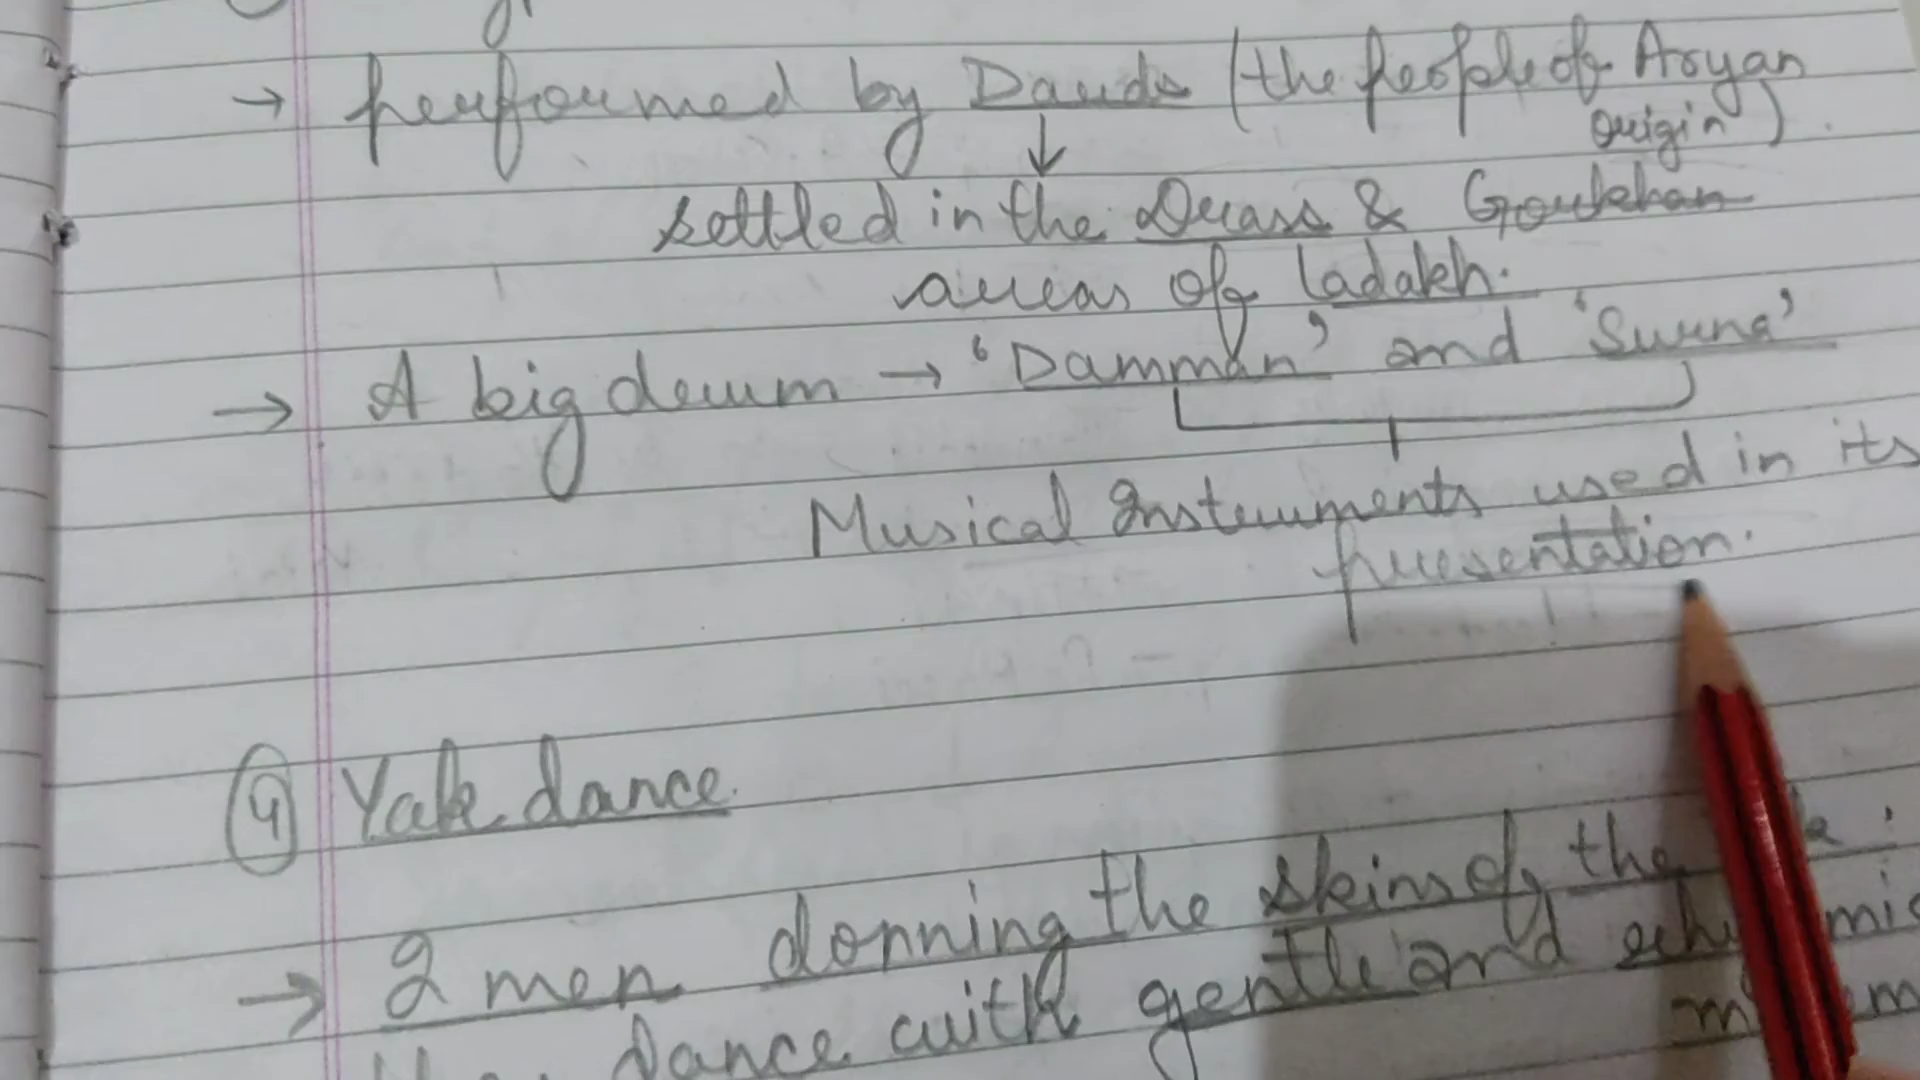 → performed by Dards (the people of Aryan
origin)
↓
settled in the Drass & Gourkhan
areas of ladakh.
→ A big drum → 'Damman' and 'Surna'
Musical Instruments used in its
presentation.
④ Yak dance
→ 2 men donning the skins of the
dance with gentle and